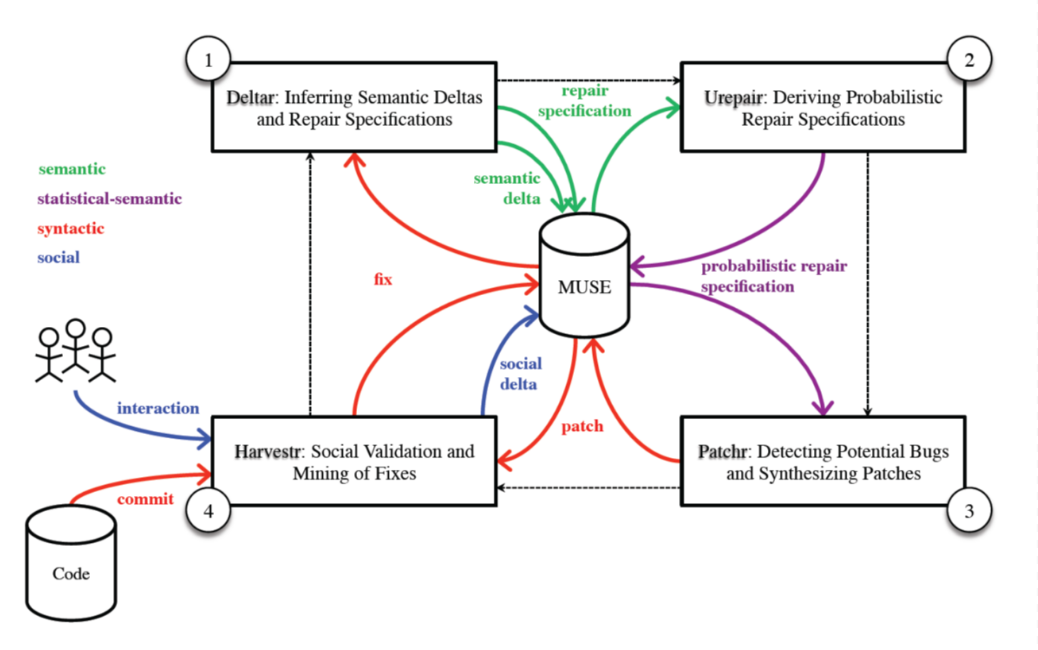 1
Deltar: Inferring Semantic Deltas
and Repair Specifications
2
Urepair: Deriving Probabilistic
Repair Specifications
repair
specification
semantic
delta
semantic
statistical-semantic
syntactic
social
fix
MUSE
probabilistic repair
specification
social
delta
patch
interaction
commit
Code
Harvestr: Social Validation and
Mining of Fixes
4
Patchr: Detecting Potential Bugs
and Synthesizing Patches
3